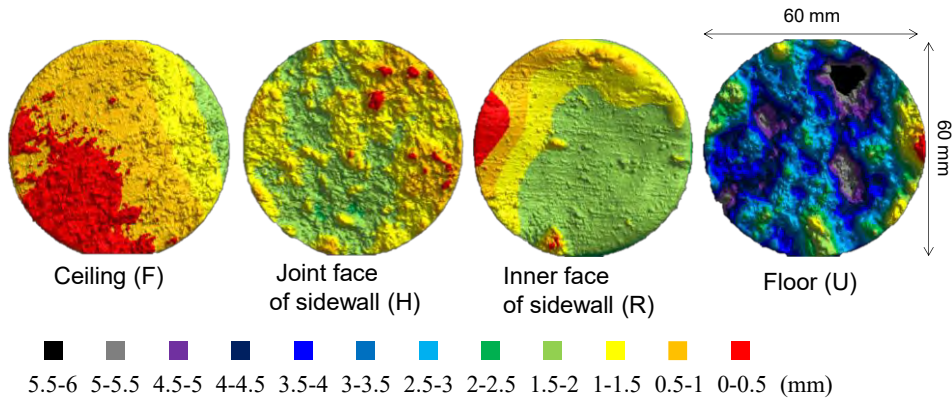 60 mm
60 mm
Ceiling (F)
Joint face
of sidewall (H)
Inner face
of sidewall (R)
Floor (U)
5.5-6 5-5.5 4.5-5 4-4.5 3.5-4 3-3.5 2.5-3 2-2.5 1.5-2 1-1.5 0.5-1 0-0.5 (mm)